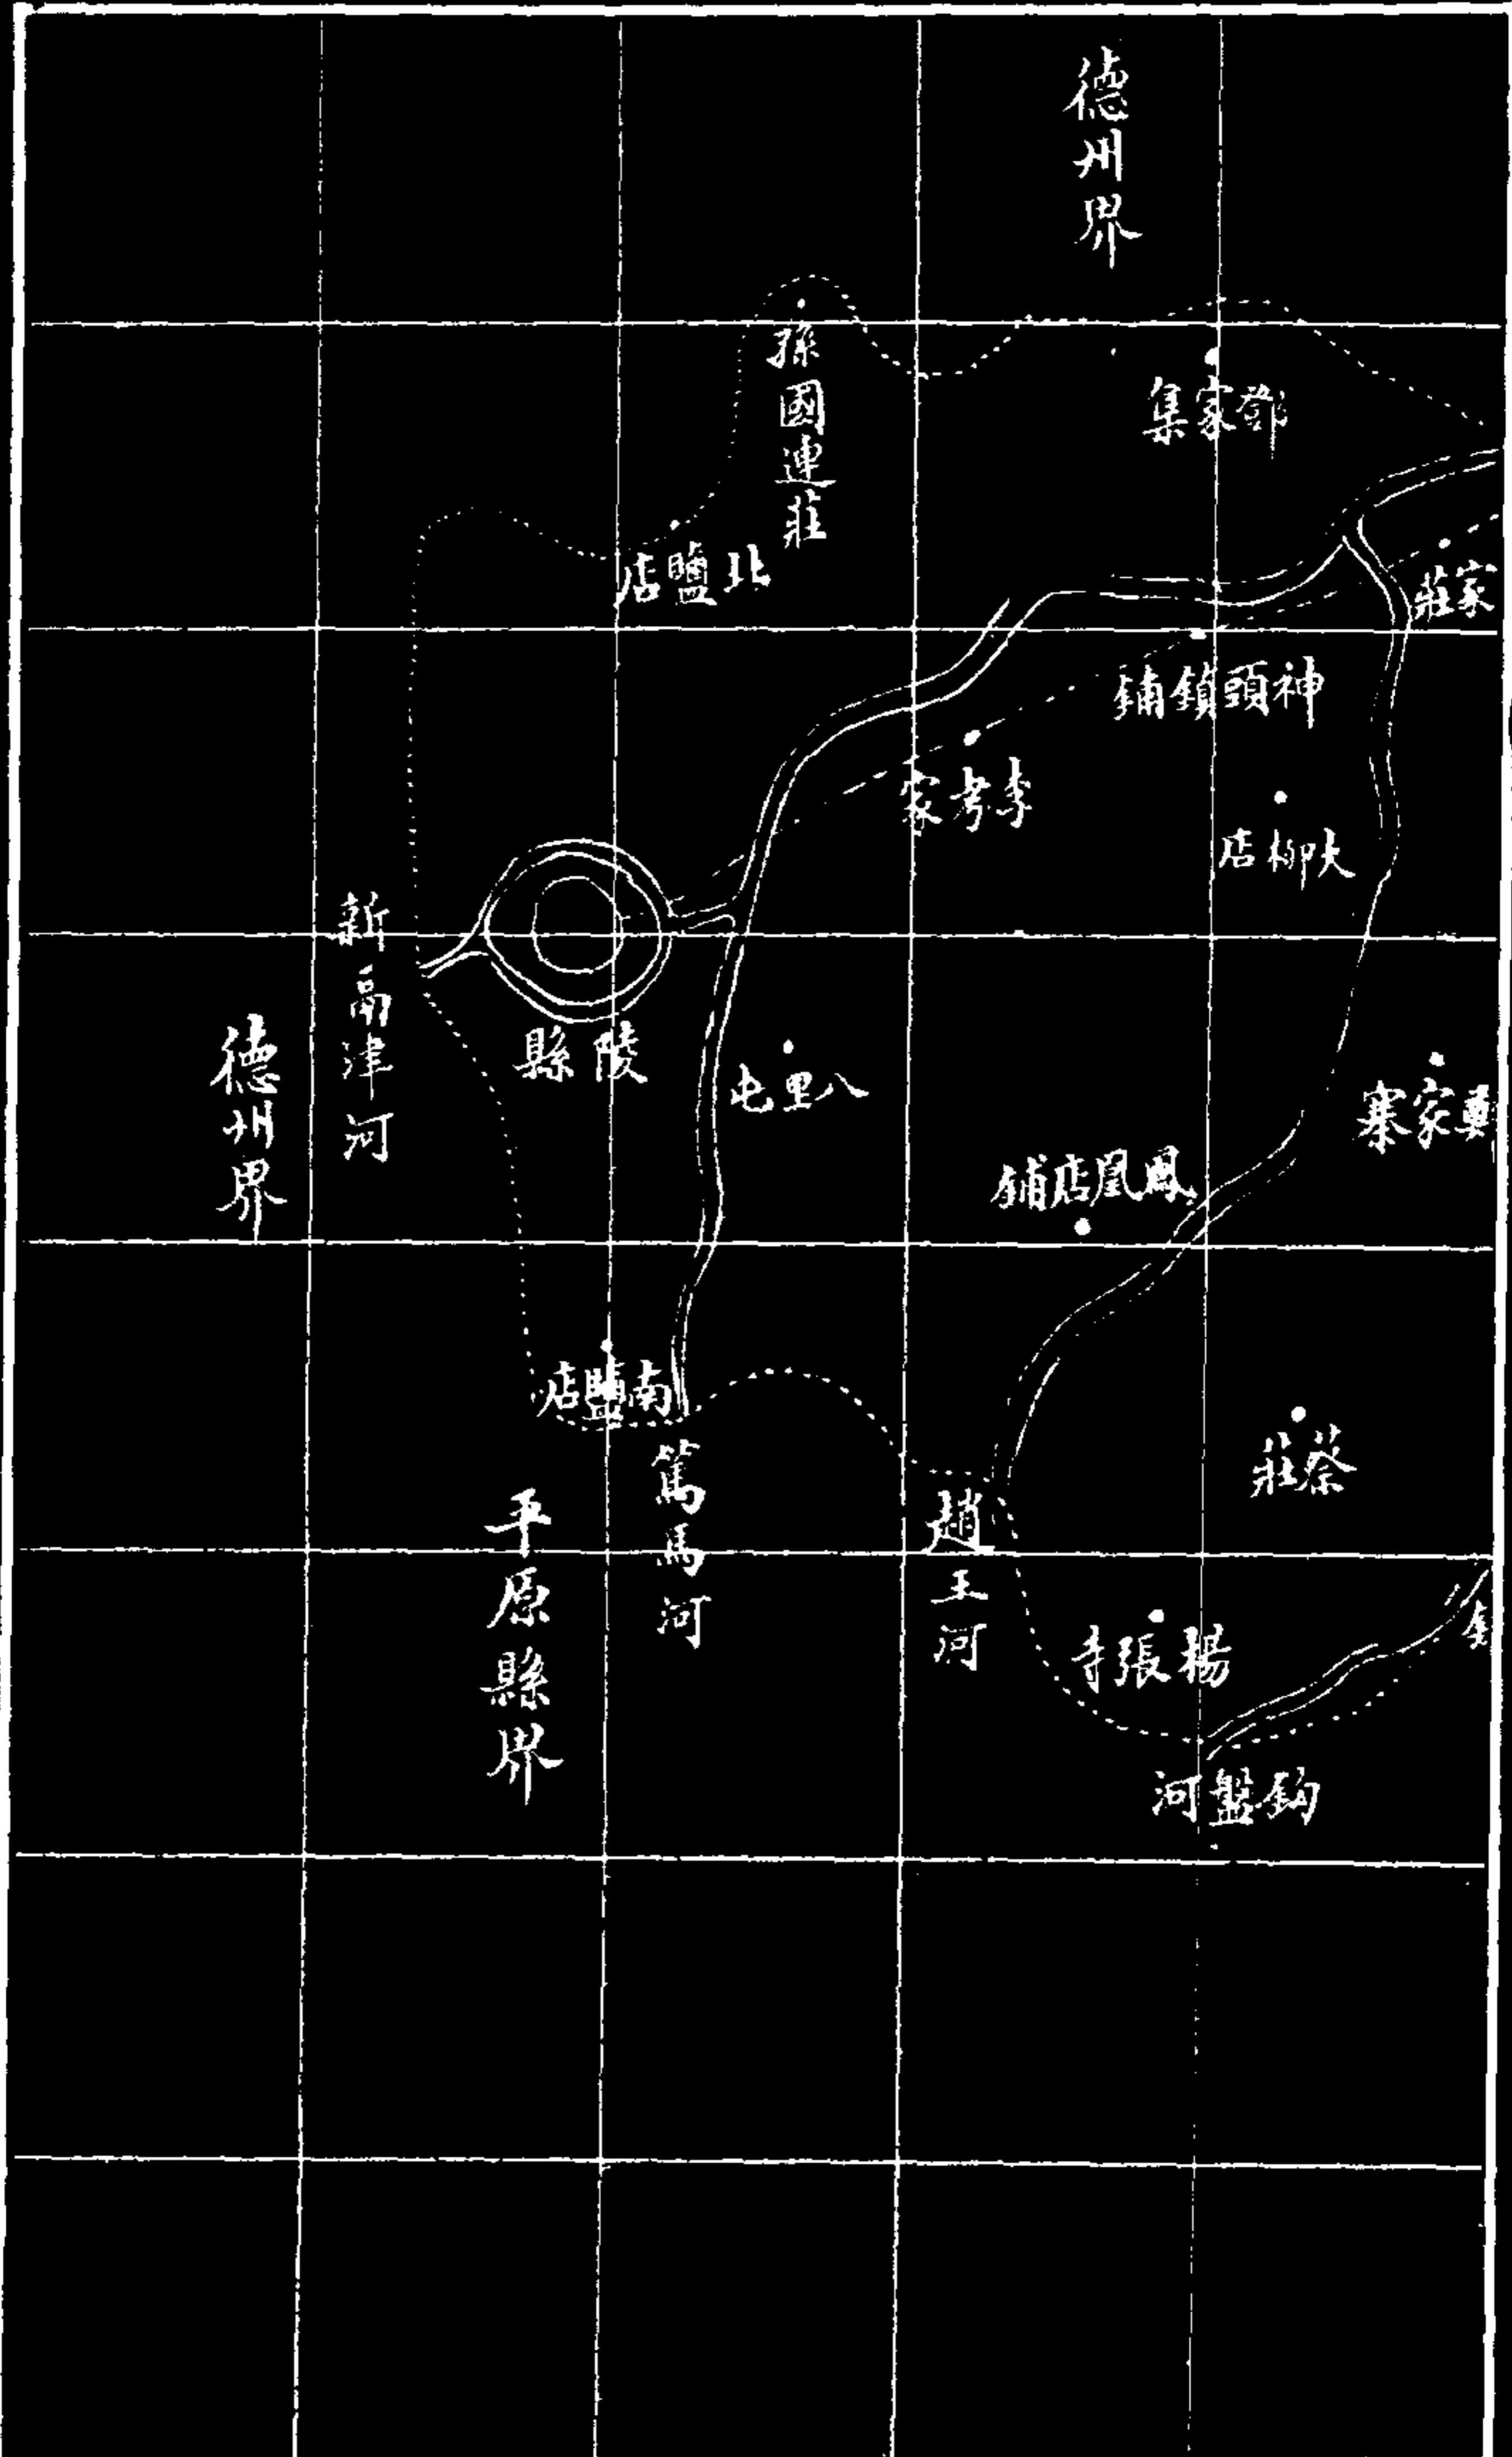 德州界
孫國連莊
鄧家集
北鹽店
家莊
神頭鎮鋪
李孝家
大柳店
新鬲津河
德州界
陵縣
八里屯
鄭家寨
鳳凰店鋪
南鹽店
蔡莊
篤馬河
平原縣界
趙王河
楊張寺
鈎盤河